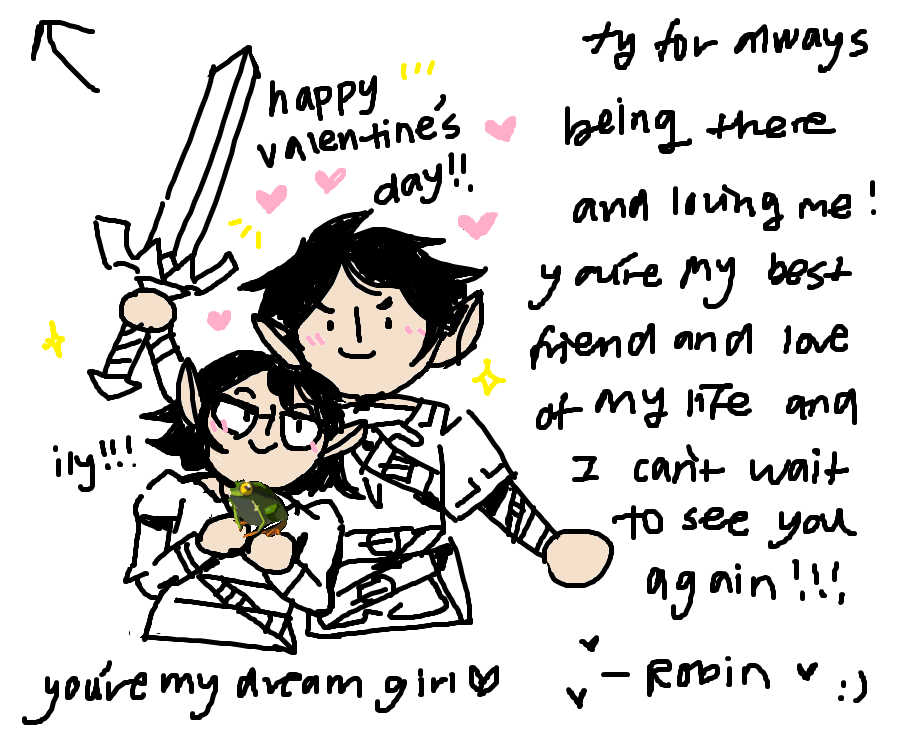 happy
valentine's
day!!
ily!!!
you're my dream girl
ty for always
being there
and loving me!
you're my best
friend and love
of my life and
I can't wait
to see you
again!!!
- Robin :)